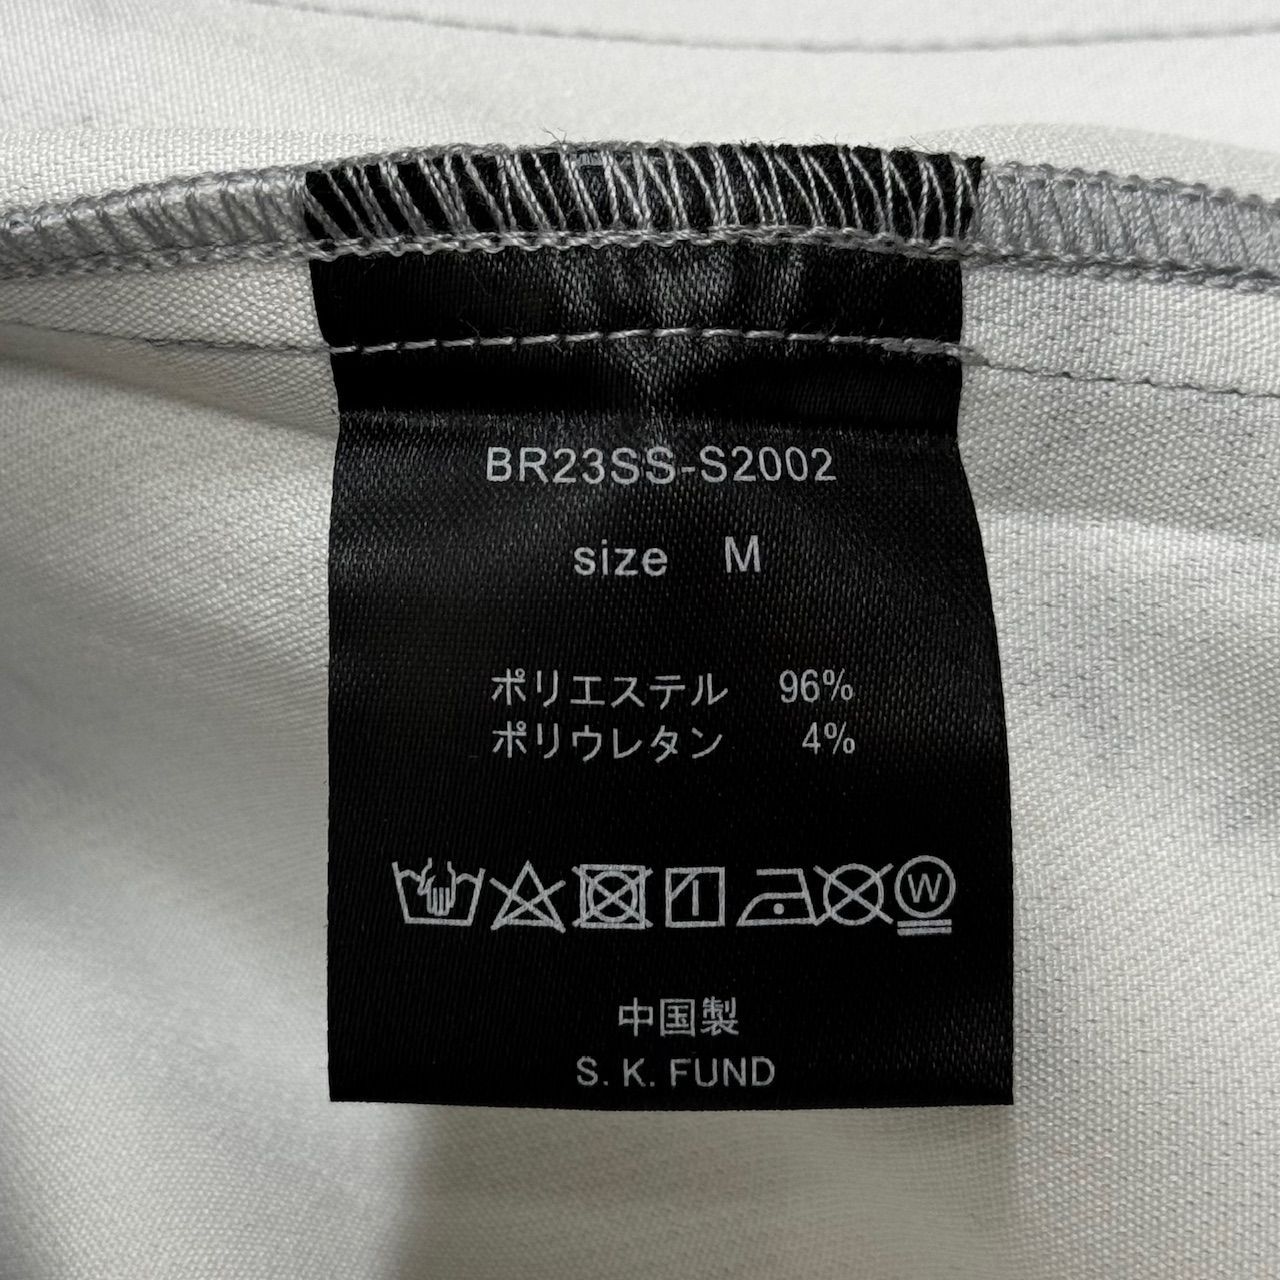 BR23SS-S2002
size M
ポリエステル 96%
ポリウレタン 4%
W
中国製
S. K. FUND